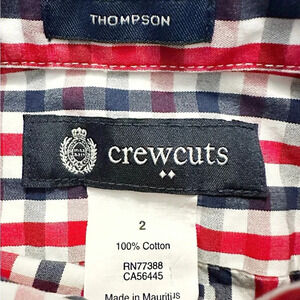 THOMPSON
crewcuts
2
100% Cotton
RN77388
CA56445
Made in Mauritius